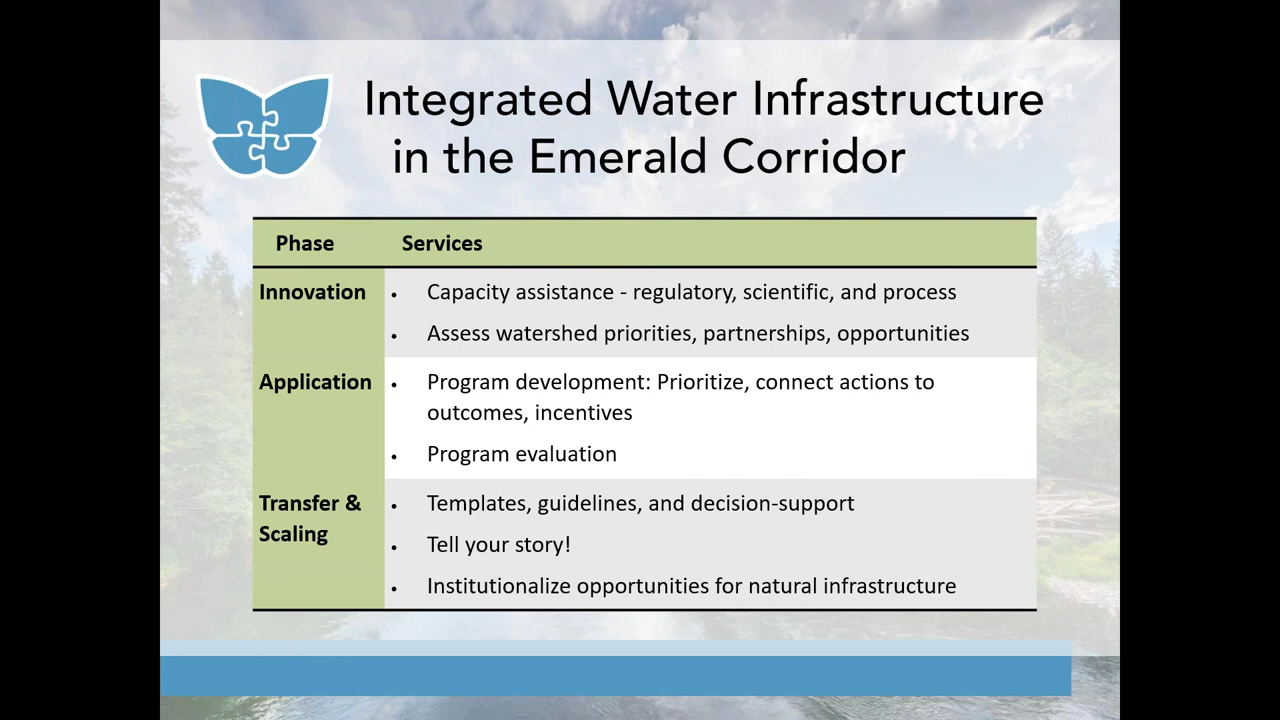 Integrated Water Infrastructure
in the Emerald Corridor
Phase Services
Innovation • Capacity assistance - regulatory, scientific, and process
• Assess watershed priorities, partnerships, opportunities
Application • Program development: Prioritize, connect actions to
outcomes, incentives
• Program evaluation
Transfer & • Templates, guidelines, and decision-support
Scaling
• Tell your story!
• Institutionalize opportunities for natural infrastructure